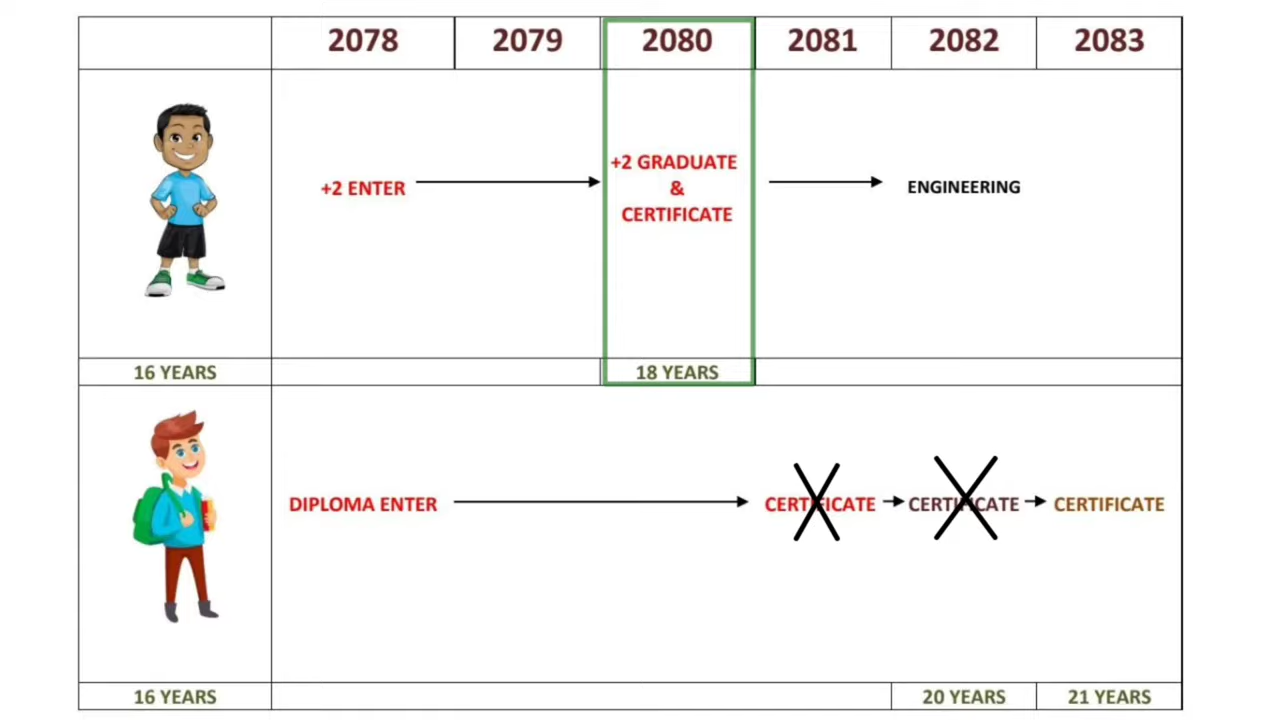 2078 2079 2080 2081 2082 2083
+2 ENTER
+2 GRADUATE
&
CERTIFICATE
ENGINEERING
16 YEARS 18 YEARS
DIPLOMA ENTER CERTIFICATE CERTIFICATE CERTIFICATE
16 YEARS 20 YEARS 21 YEARS